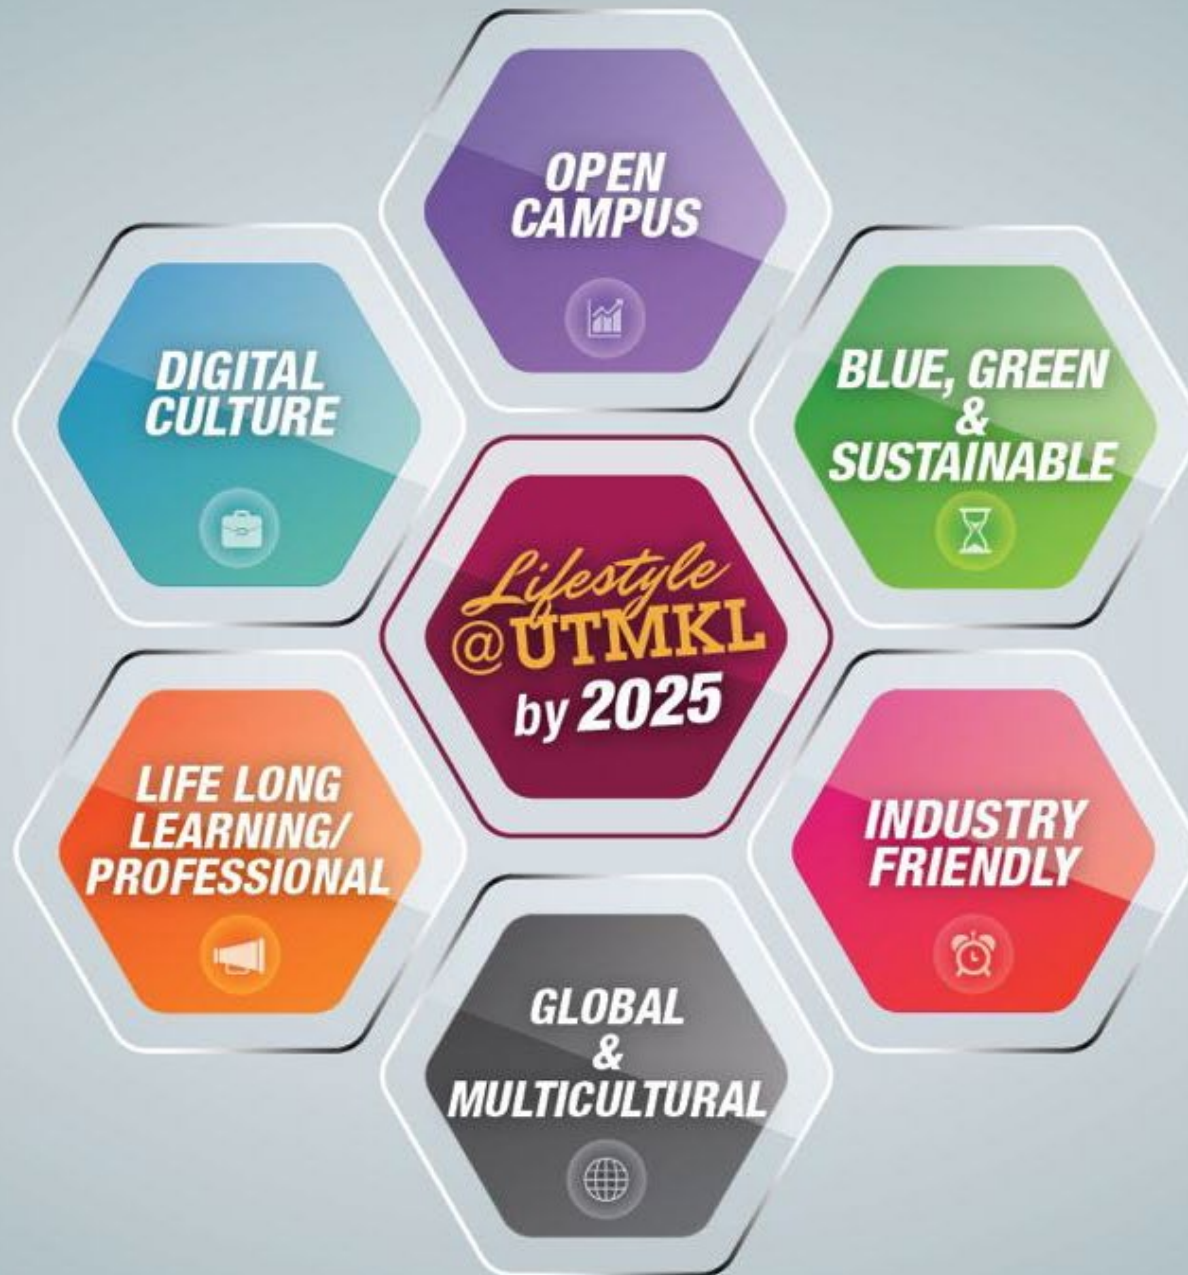 OPEN
CAMPUS
DIGITAL
CULTURE
BLUE, GREEN
&
SUSTAINABLE
Lifestyle
@UTMKL
by 2025
LIFE LONG
LEARNING/
PROFESSIONAL
INDUSTRY
FRIENDLY
GLOBAL
&
MULTICULTURAL